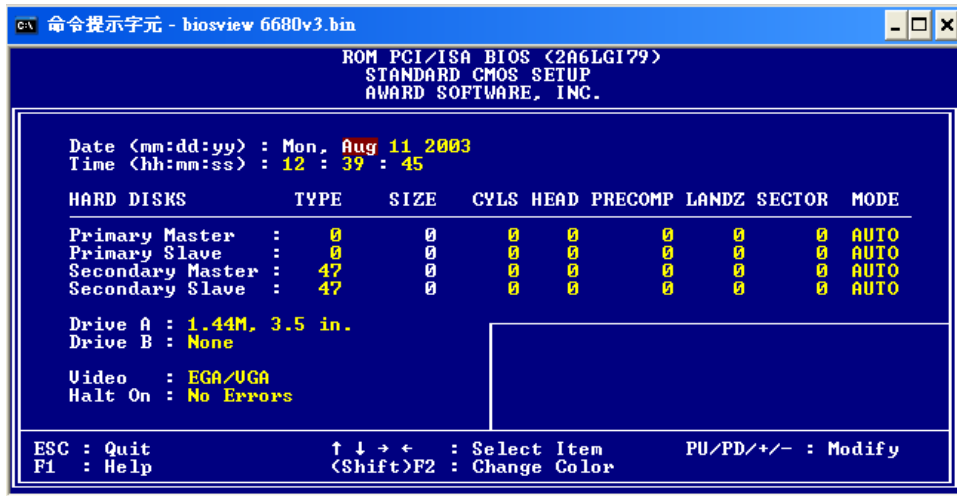 命令提示字元 - biosview 6680v3.bin
ROM PCI/ISA BIOS (2A6LGI79)
STANDARD CMOS SETUP
AWARD SOFTWARE, INC.
Date (mm:dd:yy) : Mon, Aug 11 2003
Time (hh:mm:ss) : 12 : 39 : 45
HARD DISKS TYPE SIZE CYLS HEAD PRECOMP LANDZ SECTOR MODE
Primary Master : 0 0 0 0 0 0 0 AUTO
Primary Slave : 0 0 0 0 0 0 0 AUTO
Secondary Master : 47 0 0 0 0 0 0 AUTO
Secondary Slave : 47 0 0 0 0 0 0 AUTO
Drive A : 1.44M, 3.5 in.
Drive B : None
Video : EGA/VGA
Halt On : No Errors
ESC : Quit ↑ ↓ → ← : Select Item PU/PD/+/- : Modify
F1 : Help (Shift)F2 : Change Color